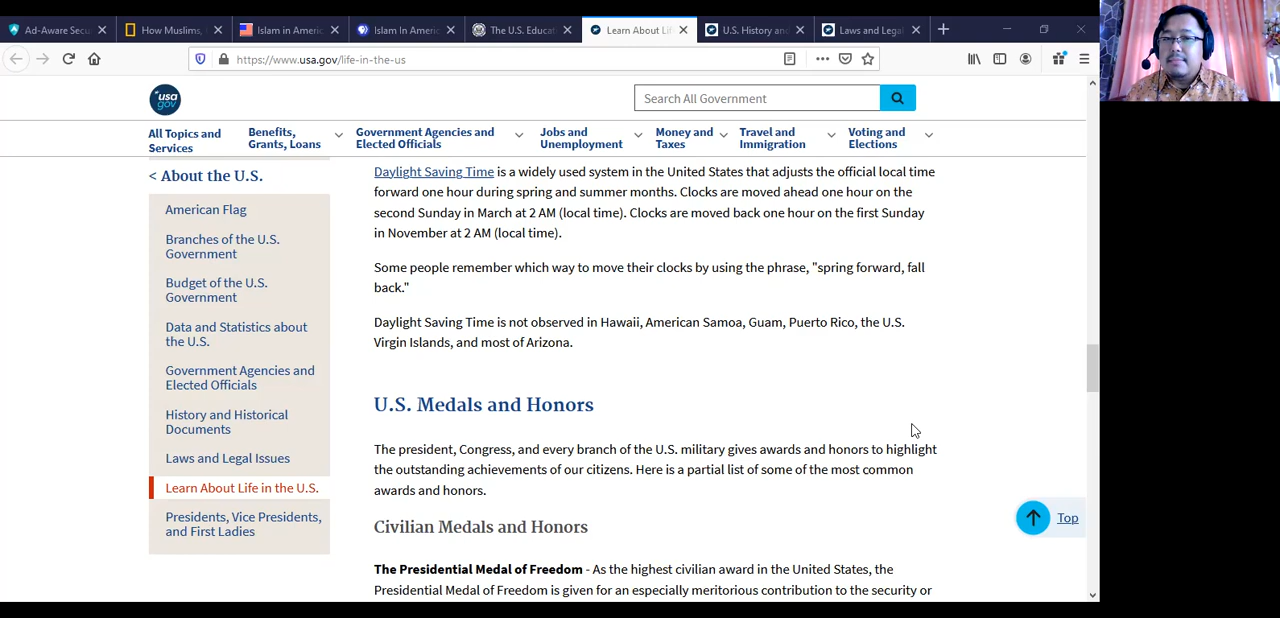 Ad-Aware Secu
How Muslims,
Islam in Americ
Islam In Americ
The U.S. Educat
Learn About Lif
U.S. History and
Laws and Legal
https://www.usa.gov/life-in-the-us
usa
gov
Search All Government
All Topics and
Services
Benefits,
Grants, Loans
Government Agencies and
Elected Officials
Jobs and
Unemployment
Money and
Taxes
Travel and
Immigration
Voting and
Elections
< About the U.S.
American Flag
Branches of the U.S.
Government
Budget of the U.S.
Government
Data and Statistics about
the U.S.
Government Agencies and
Elected Officials
History and Historical
Documents
Laws and Legal Issues
Learn About Life in the U.S.
Presidents, Vice Presidents,
and First Ladies
Daylight Saving Time is a widely used system in the United States that adjusts the official local time
forward one hour during spring and summer months. Clocks are moved ahead one hour on the
second Sunday in March at 2 AM (local time). Clocks are moved back one hour on the first Sunday
in November at 2 AM (local time).
Some people remember which way to move their clocks by using the phrase, "spring forward, fall
back."
Daylight Saving Time is not observed in Hawaii, American Samoa, Guam, Puerto Rico, the U.S.
Virgin Islands, and most of Arizona.
U.S. Medals and Honors
The president, Congress, and every branch of the U.S. military gives awards and honors to highlight
the outstanding achievements of our citizens. Here is a partial list of some of the most common
awards and honors.
Civilian Medals and Honors
The Presidential Medal of Freedom - As the highest civilian award in the United States, the
Presidential Medal of Freedom is given for an especially meritorious contribution to the security or
Top